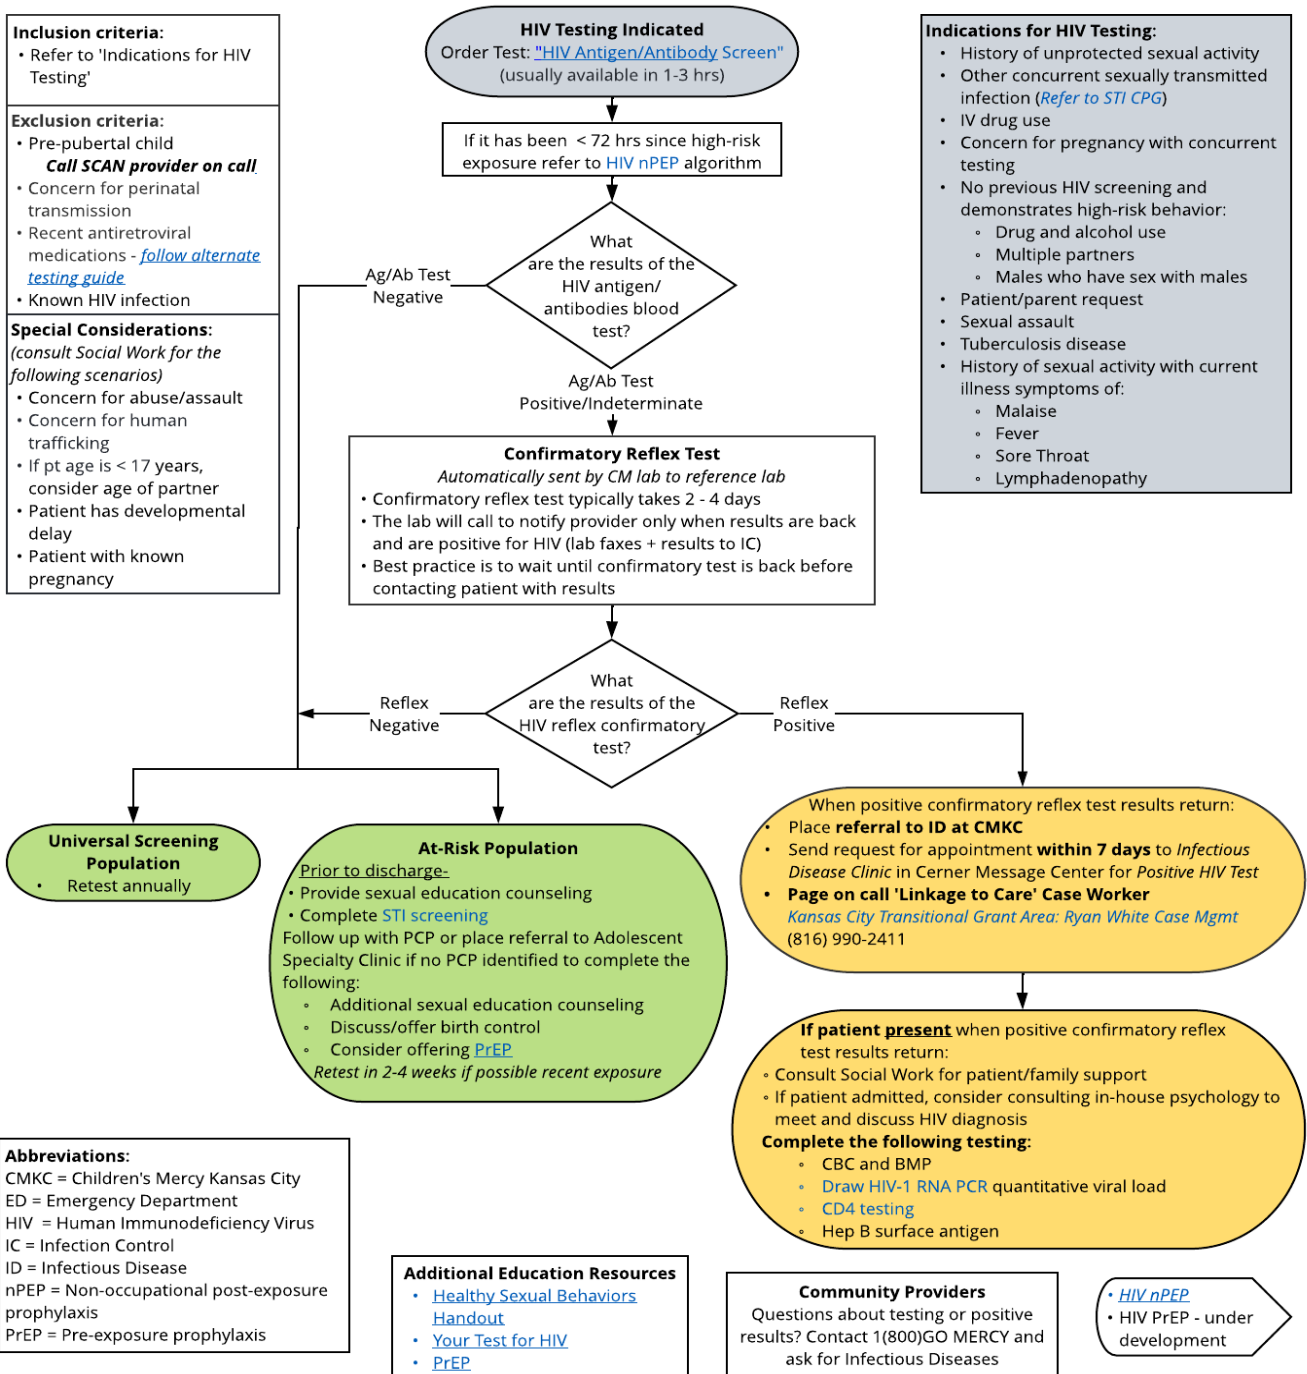 Inclusion criteria:
• Refer to 'Indications for HIV
Testing'
Exclusion criteria:
• Pre-pubertal child
Call SCAN provider on call.
• Concern for perinatal
transmission
• Recent antiretroviral
medications - follow alternate
testing guide
• Known HIV infection
Special Considerations:
(consult Social Work for the
following scenarios)
• Concern for abuse/assault
• Concern for human
trafficking
• If pt age is < 17 years,
consider age of partner
• Patient has developmental
delay
• Patient with known
pregnancy
HIV Testing Indicated
Order Test: "HIV Antigen/Antibody Screen"
(usually available in 1-3 hrs)
If it has been < 72 hrs since high-risk
exposure refer to HIV nPEP algorithm
What
are the results of the
HIV antigen/
antibodies blood
test?
Ag/Ab Test
Negative
Ag/Ab Test
Positive/Indeterminate
Confirmatory Reflex Test
Automatically sent by CM lab to reference lab
• Confirmatory reflex test typically takes 2 - 4 days
• The lab will call to notify provider only when results are back
and are positive for HIV (lab faxes + results to IC)
• Best practice is to wait until confirmatory test is back before
contacting patient with results
What
are the results of the
HIV reflex confirmatory
test?
Reflex
Negative
Reflex
Positive
Indications for HIV Testing:
• History of unprotected sexual activity
• Other concurrent sexually transmitted
infection (Refer to STI CPG)
• IV drug use
• Concern for pregnancy with concurrent
testing
• No previous HIV screening and
demonstrates high-risk behavior:
◦ Drug and alcohol use
◦ Multiple partners
◦ Males who have sex with males
• Patient/parent request
• Sexual assault
• Tuberculosis disease
• History of sexual activity with current
illness symptoms of:
◦ Malaise
◦ Fever
◦ Sore Throat
◦ Lymphadenopathy
Universal Screening
Population
• Retest annually
At-Risk Population
Prior to discharge-
• Provide sexual education counseling
• Complete STI screening
Follow up with PCP or place referral to Adolescent
Specialty Clinic if no PCP identified to complete the
following:
◦ Additional sexual education counseling
◦ Discuss/offer birth control
◦ Consider offering PrEP
Retest in 2-4 weeks if possible recent exposure
When positive confirmatory reflex test results return:
• Place referral to ID at CMKC
• Send request for appointment within 7 days to Infectious
Disease Clinic in Cerner Message Center for Positive HIV Test
• Page on call 'Linkage to Care' Case Worker
Kansas City Transitional Grant Area: Ryan White Case Mgmt
(816) 990-2411
If patient present when positive confirmatory reflex
test results return:
◦ Consult Social Work for patient/family support
◦ If patient admitted, consider consulting in-house psychology to
meet and discuss HIV diagnosis
Complete the following testing:
◦ CBC and BMP
◦ Draw HIV-1 RNA PCR quantitative viral load
◦ CD4 testing
◦ Hep B surface antigen
Abbreviations:
CMKC = Children's Mercy Kansas City
ED = Emergency Department
HIV = Human Immunodeficiency Virus
IC = Infection Control
ID = Infectious Disease
nPEP = Non-occupational post-exposure
prophylaxis
PrEP = Pre-exposure prophylaxis
Additional Education Resources
• Healthy Sexual Behaviors
Handout
• Your Test for HIV
• PrEP
Community Providers
Questions about testing or positive
results? Contact 1(800)GO MERCY and
ask for Infectious Diseases
• HIV nPEP
• HIV PrEP - under
development